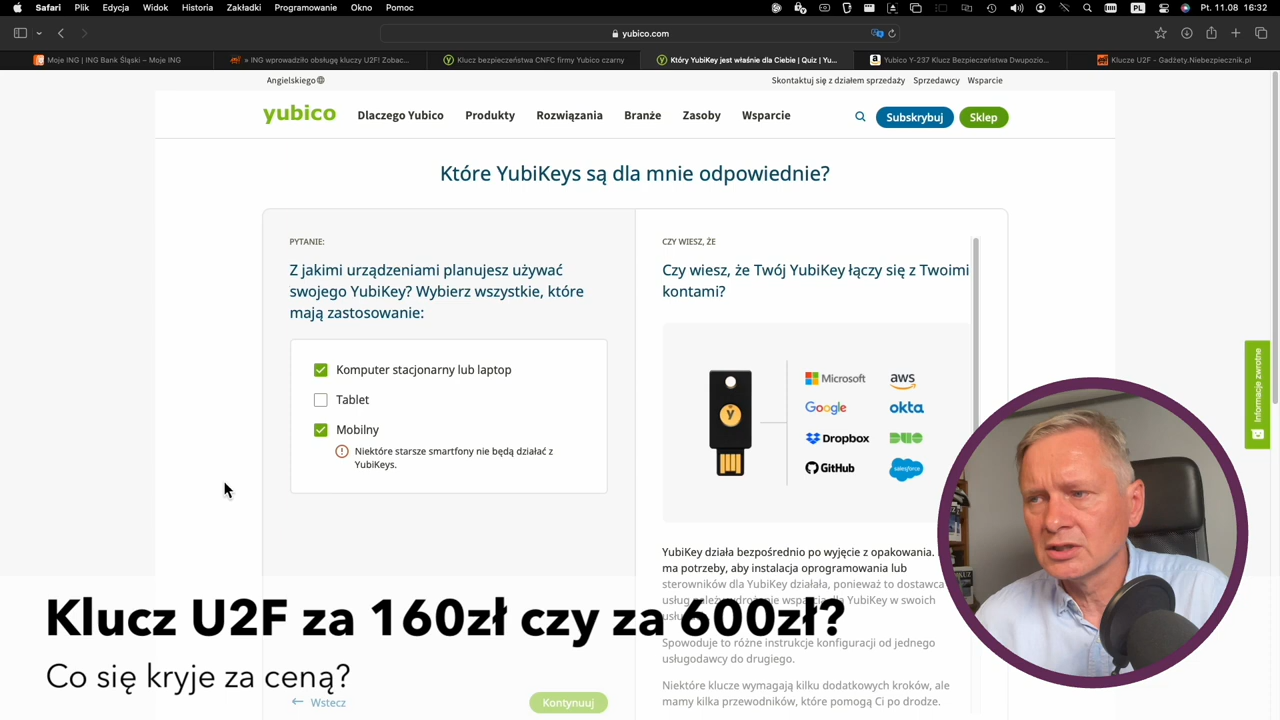 Safari Plik Edycja Widok Historia Zakładki Programowanie Okno Pomoc
PL
Pt. 11.08 16:32
yubico.com
Moje ING | ING Bank Śląski – Moje ING
» ING wprowadziło obsługę kluczy U2F! Zobac...
Klucz bezpieczeństwa CNFC firmy Yubico czarny
Który YubiKey jest właśnie dla Ciebie | Quiz | Yu...
Yubico Y-237 Klucz Bezpieczeństwa Dwupozio...
Klucze U2F - Gadżety.Niebezpiecznik.pl
Angielskiego
Skontaktuj się z działem sprzedaży Sprzedawcy Wsparcie
yubico
Dlaczego Yubico Produkty Rozwiązania Branże Zasoby Wsparcie
Subskrybuj
Sklep
Które YubiKeys są dla mnie odpowiednie?
PYTANIE:
Z jakimi urządzeniami planujesz używać
swojego YubiKey? Wybierz wszystkie, które
mają zastosowanie:
Komputer stacjonarny lub laptop
Tablet
Mobilny
Niektóre starsze smartfony nie będą działać z
YubiKeys.
Wstecz
Kontynuuj
CZY WIESZ, ŻE
Czy wiesz, że Twój YubiKey łączy się z Twoimi
kontami?
Microsoft
aws
Google
okta
Dropbox
DUO
GitHub
salesforce
YubiKey działa bezpośrednio po wyjęciu z opakowania.
ma potrzeby, aby instalacja oprogramowania lub
sterowników dla YubiKey działała, ponieważ to dostawca
usług należy wdrożenie wsparcia dla YubiKey w swoich
Spowoduje to różne instrukcje konfiguracji od jednego
usługodawcy do drugiego.
Niektóre klucze wymagają kilku dodatkowych kroków, ale
mamy kilka przewodników, które pomogą Ci po drodze.
Informacje zwrotne
Klucz U2F za 160zł czy za 600zł?
Co się kryje za ceną?